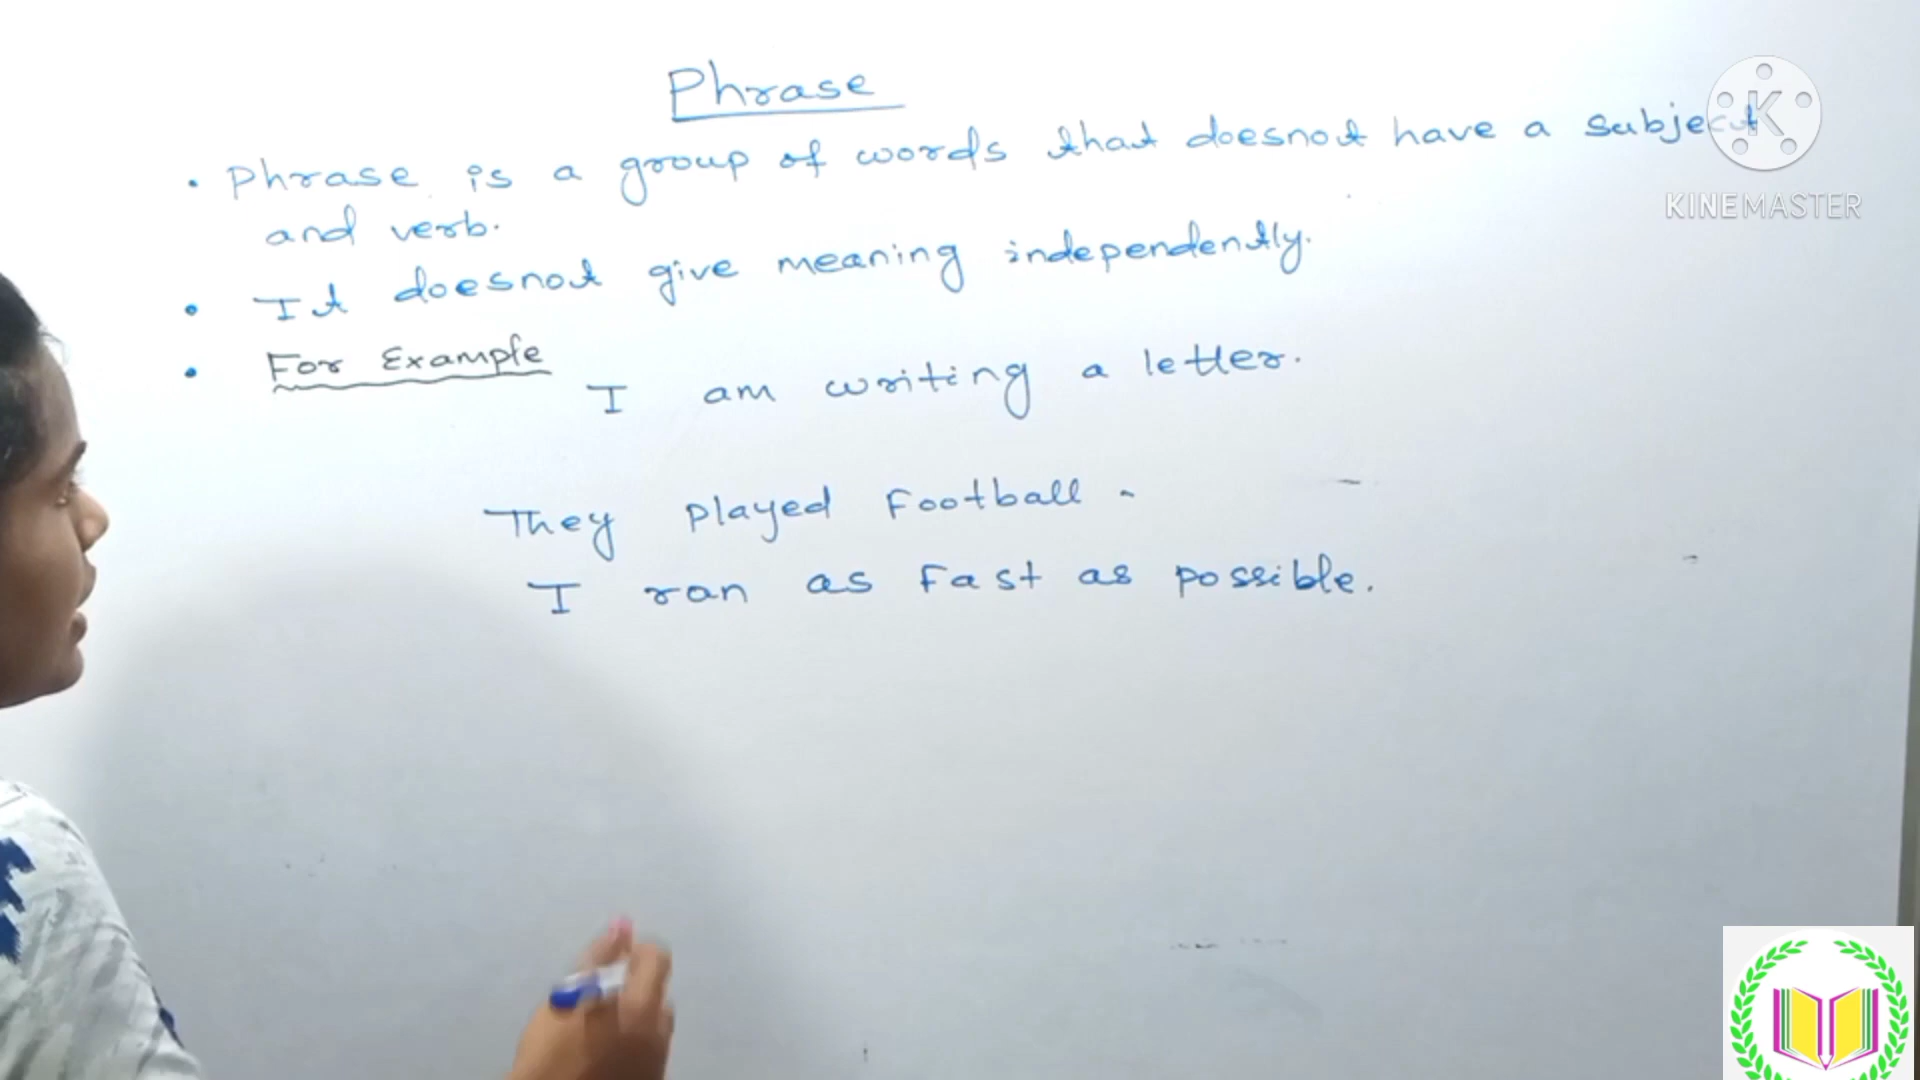 Phrase
• Phrase is a group of words that doesnot have a subject
and verb.
• It doesnot give meaning independently.
• For Example
I am writing a letter.
They played Football.
I ran as Fast as possible.
K
KINEMASTER